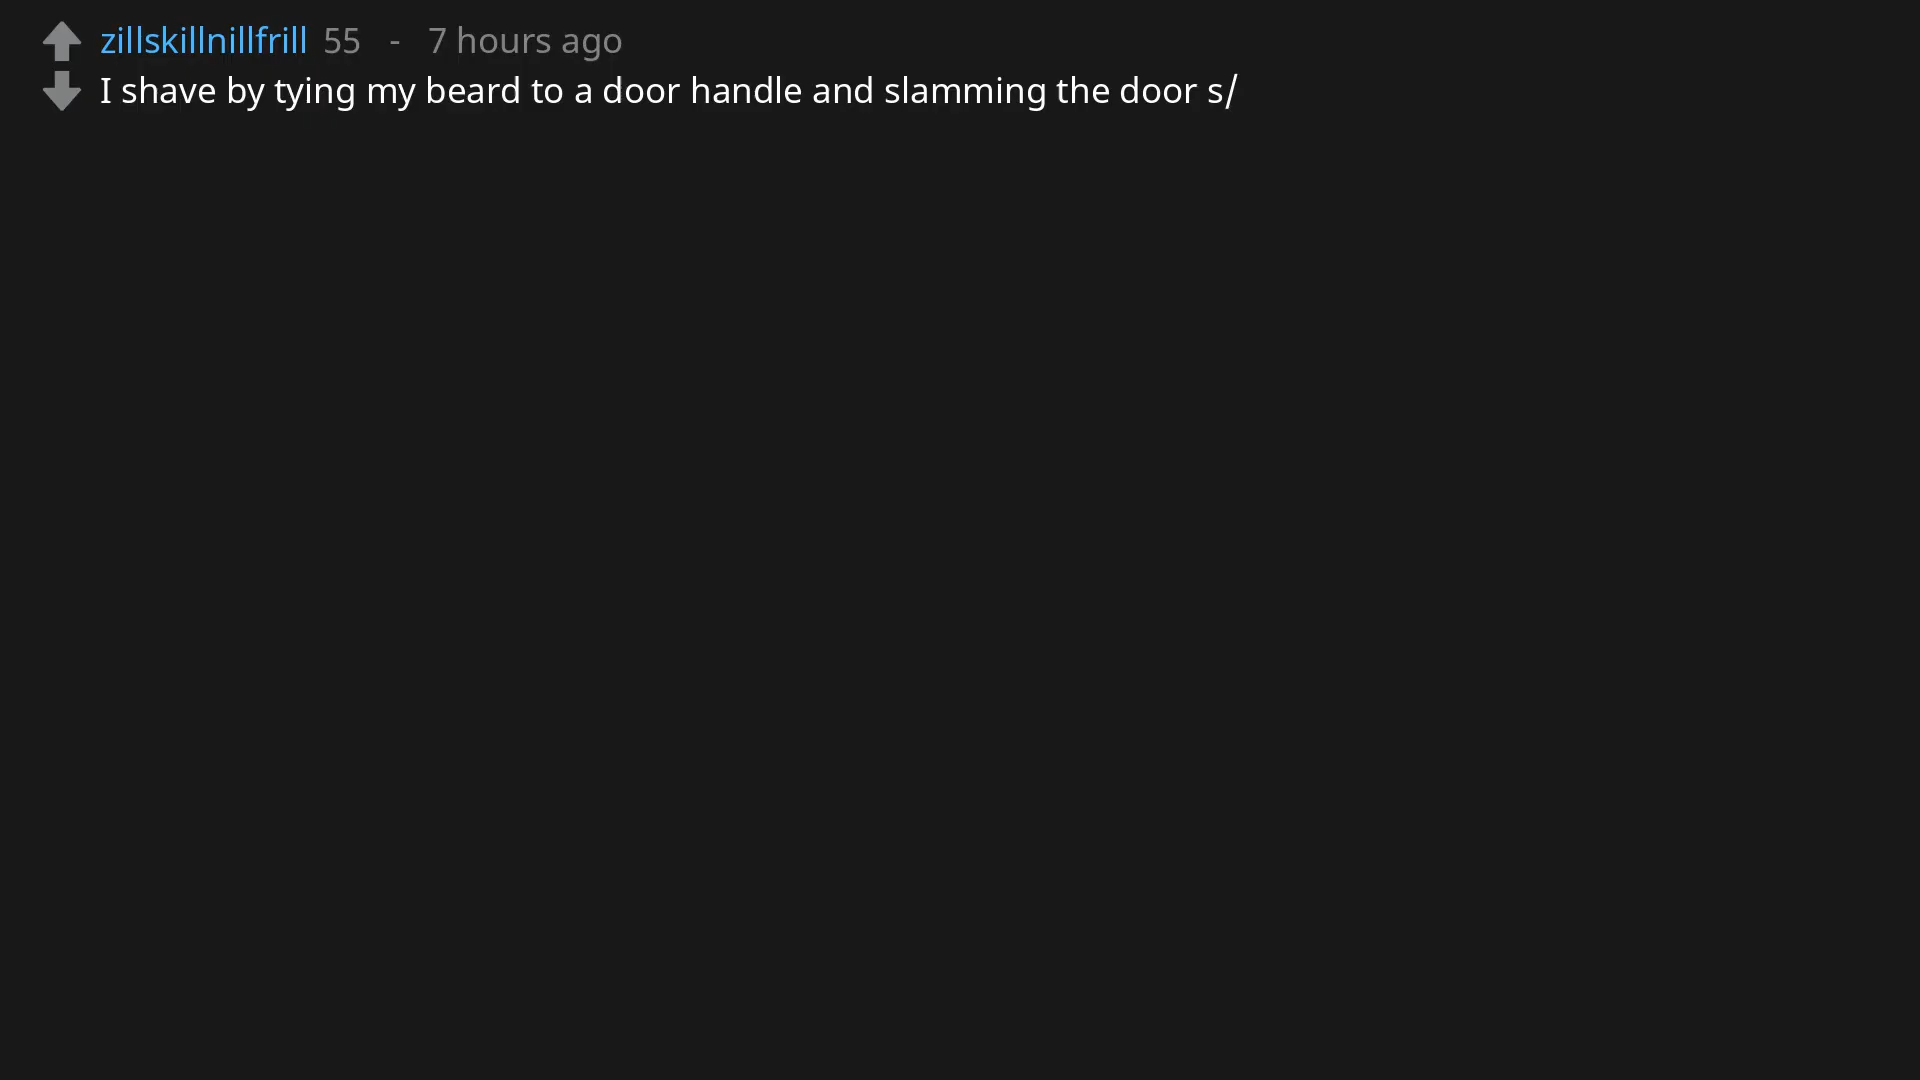 zillskillnillfrill 55 - 7 hours ago
I shave by tying my beard to a door handle and slamming the door s/